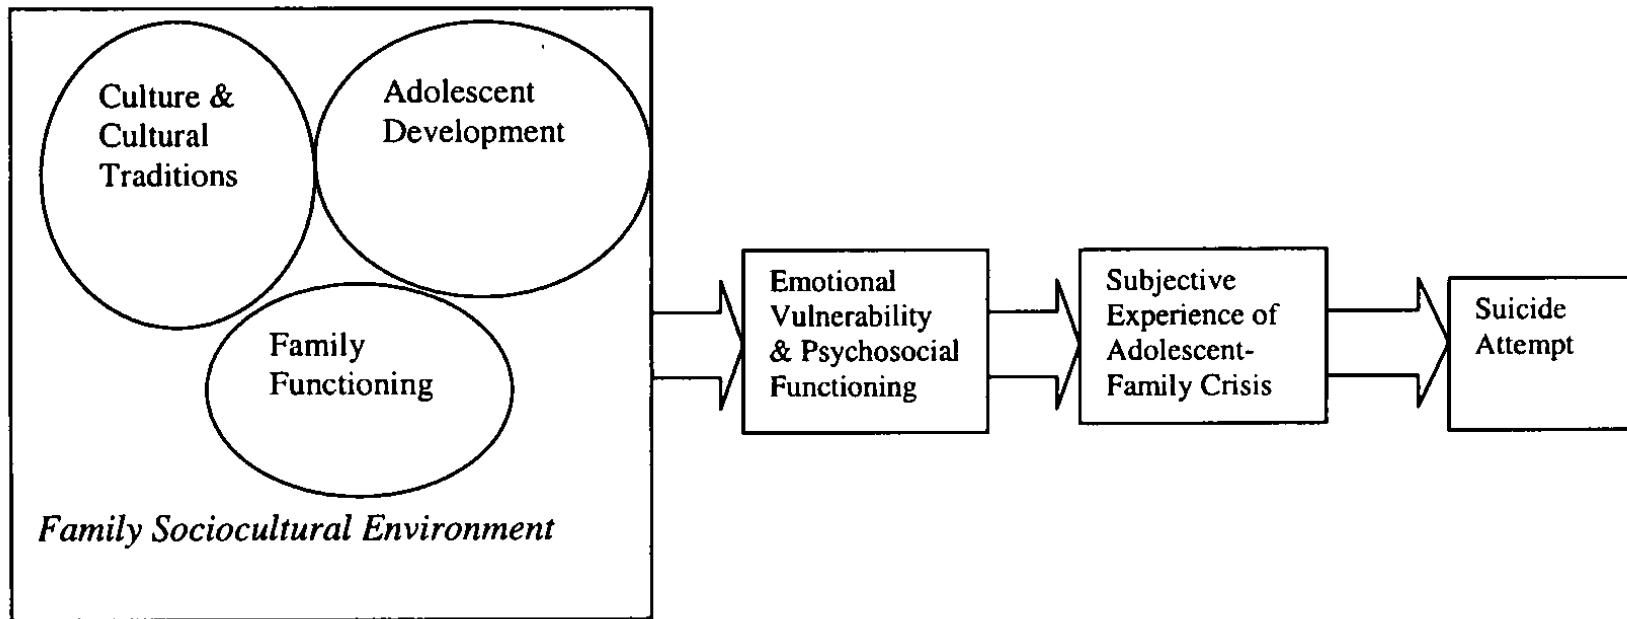 Culture &
Cultural
Traditions
Adolescent
Development
Family
Functioning
Family Sociocultural Environment
Emotional
Vulnerability
& Psychosocial
Functioning
Subjective
Experience of
Adolescent-
Family Crisis
Suicide
Attempt